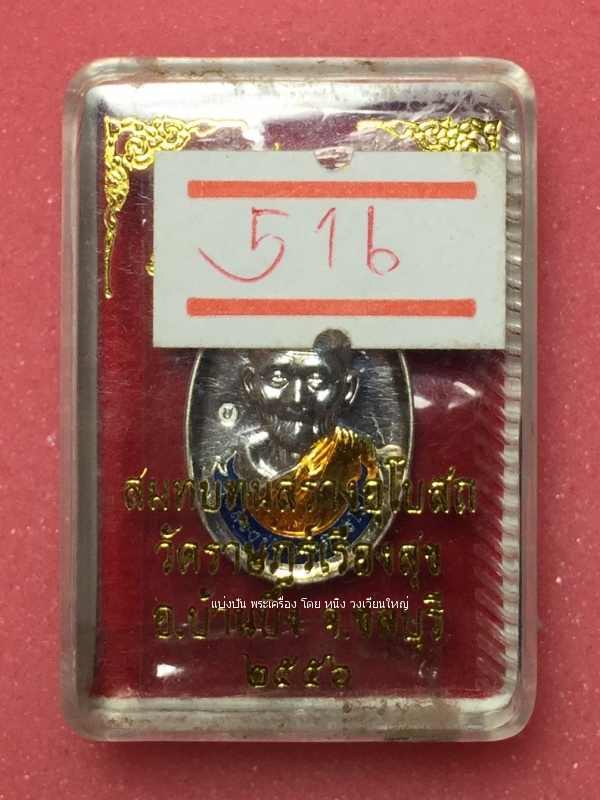 516
ย
สมทบทุนสร้างอุโบสถ
วัดราษฎร์เรืองสุข
แบ่งปัน พระเครื่อง โดย หนิง วงเวียนใหญ่
อ.บ้านบึง จ.ชลบุรี
๒๕๕๖